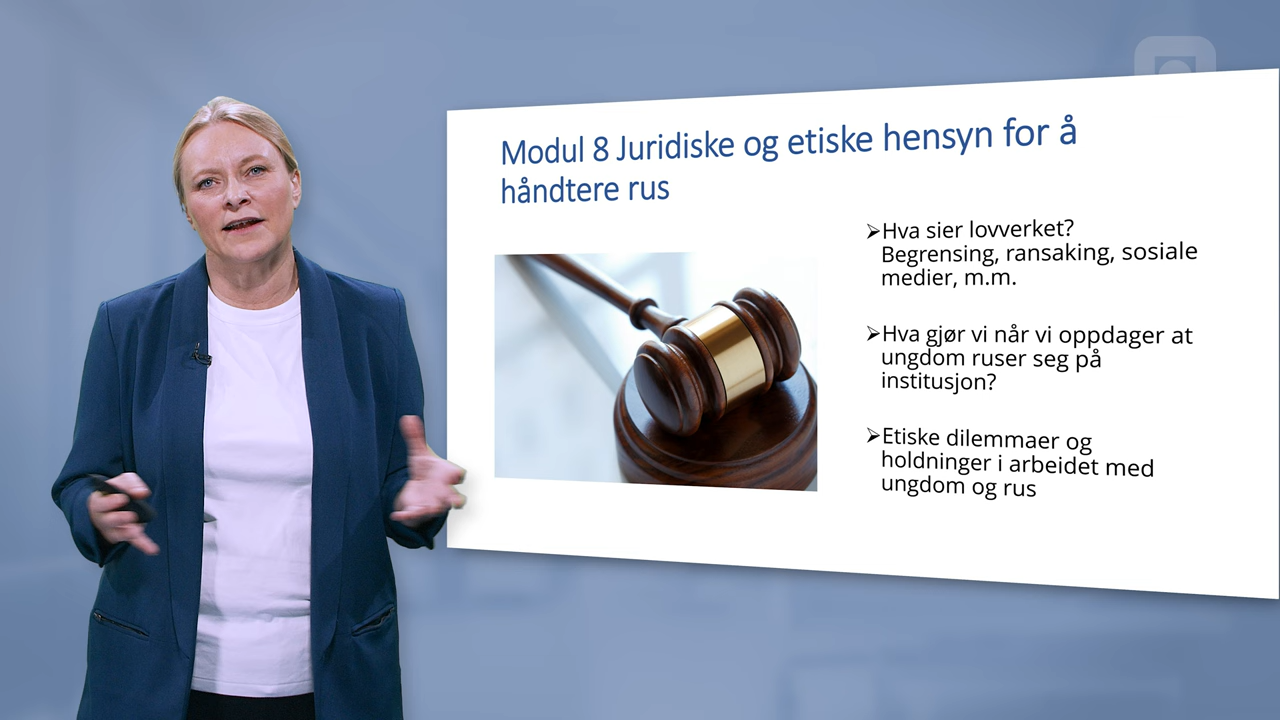 Modul 8 Juridiske og etiske hensyn for å
håndtere rus
➢Hva sier lovverket?
Begrensing, ransaking, sosiale
medier, m.m.
➢Hva gjør vi når vi oppdager at
ungdom ruser seg på
institusjon?
➢Etiske dilemmaer og
holdninger i arbeidet med
ungdom og rus